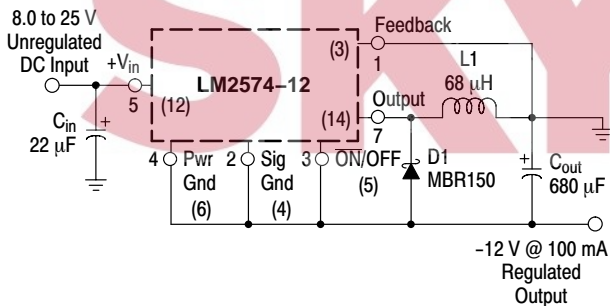 8.0 to 25 V
Unregulated
DC Input
+Vin
5
(12)
Cin
22 μF
+
LM2574–12
(3)
Feedback
1
(14)
Output
7
L1
68 μH
4
Pwr
Gnd
(6)
2
Sig
Gnd
(4)
3
ON/OFF
(5)
D1
MBR150
+
Cout
680 μF
–12 V @ 100 mA
Regulated
Output
SKY